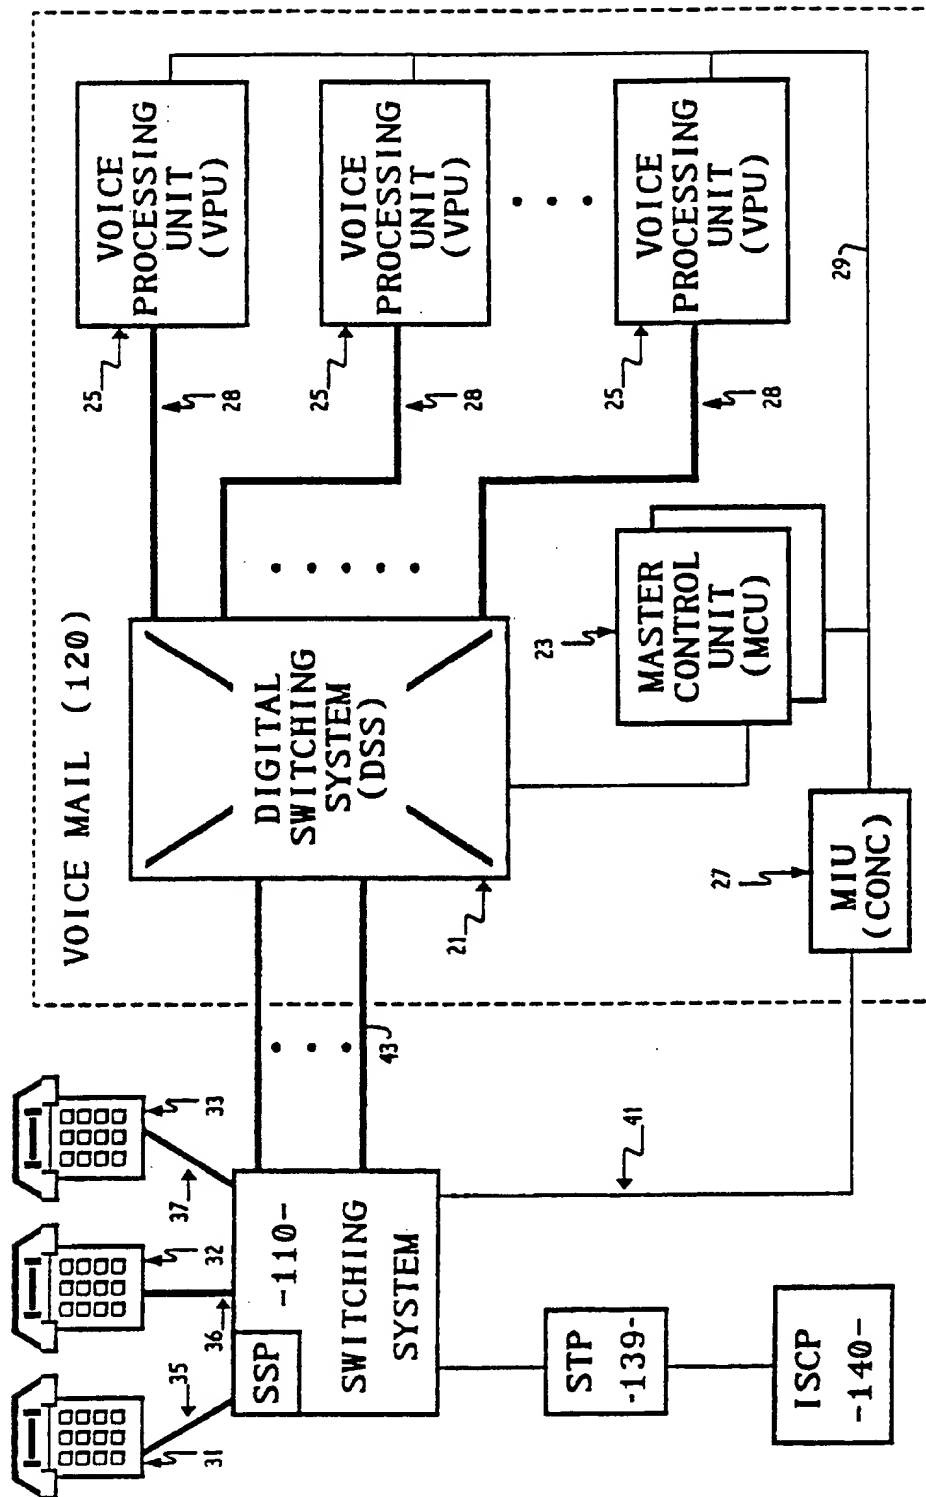 31
32
33
35
36
37
SSP
-110-
SWITCHING
SYSTEM
STP
-139-
ISCP
-140-
41
43
VOICE MAIL (120)
DIGITAL
SWITCHING
SYSTEM
(DSS)
21
MIU
(CONC)
27
MASTER
CONTROL
UNIT
(MCU)
23
28
28
28
29
25
VOICE
PROCESSING
UNIT
(VPU)
25
VOICE
PROCESSING
UNIT
(VPU)
25
VOICE
PROCESSING
UNIT
(VPU)